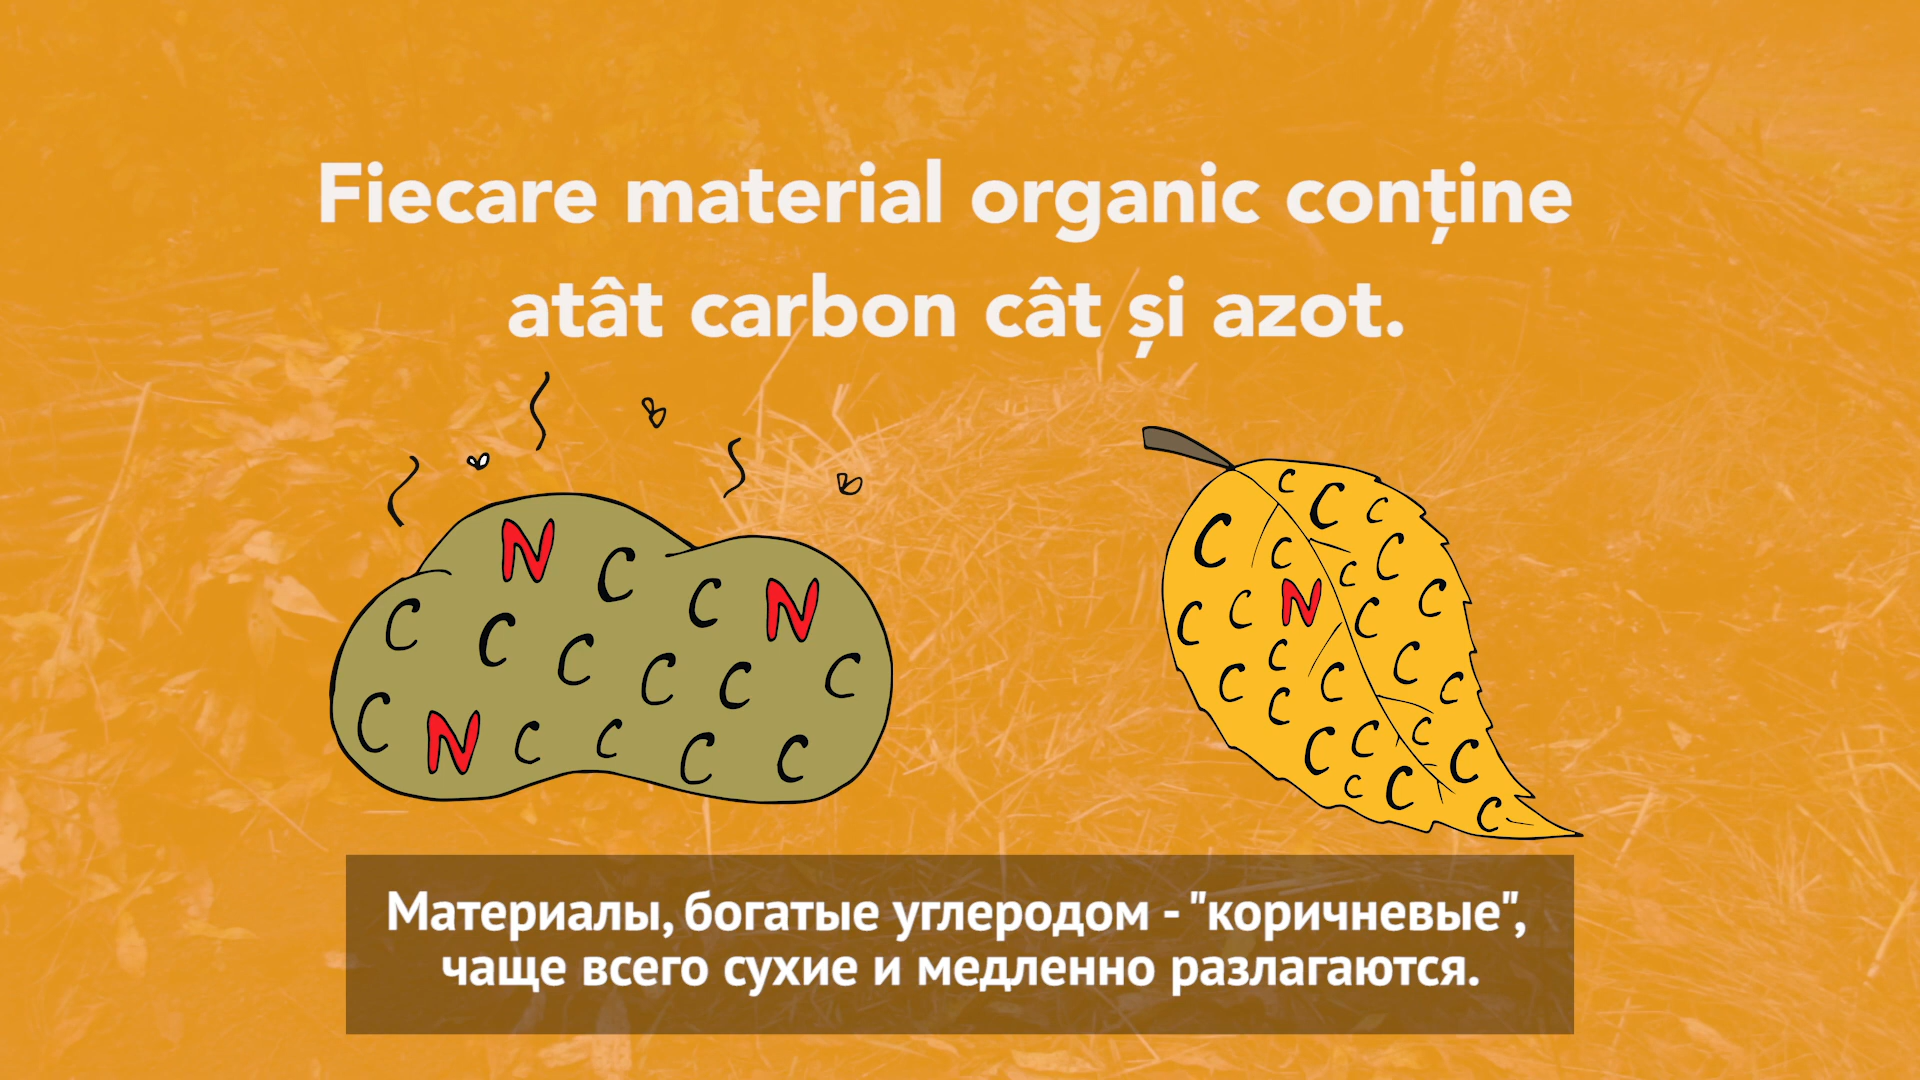 Fiecare material organic conține
atât carbon cât și azot.
N C C N
C C C C C C
C N C C C C
C C C
C C C C
C N C C
C C C C
C C C C C
C C C C
C
Материалы, богатые углеродом - "коричневые",
чаще всего сухие и медленно разлагаются.